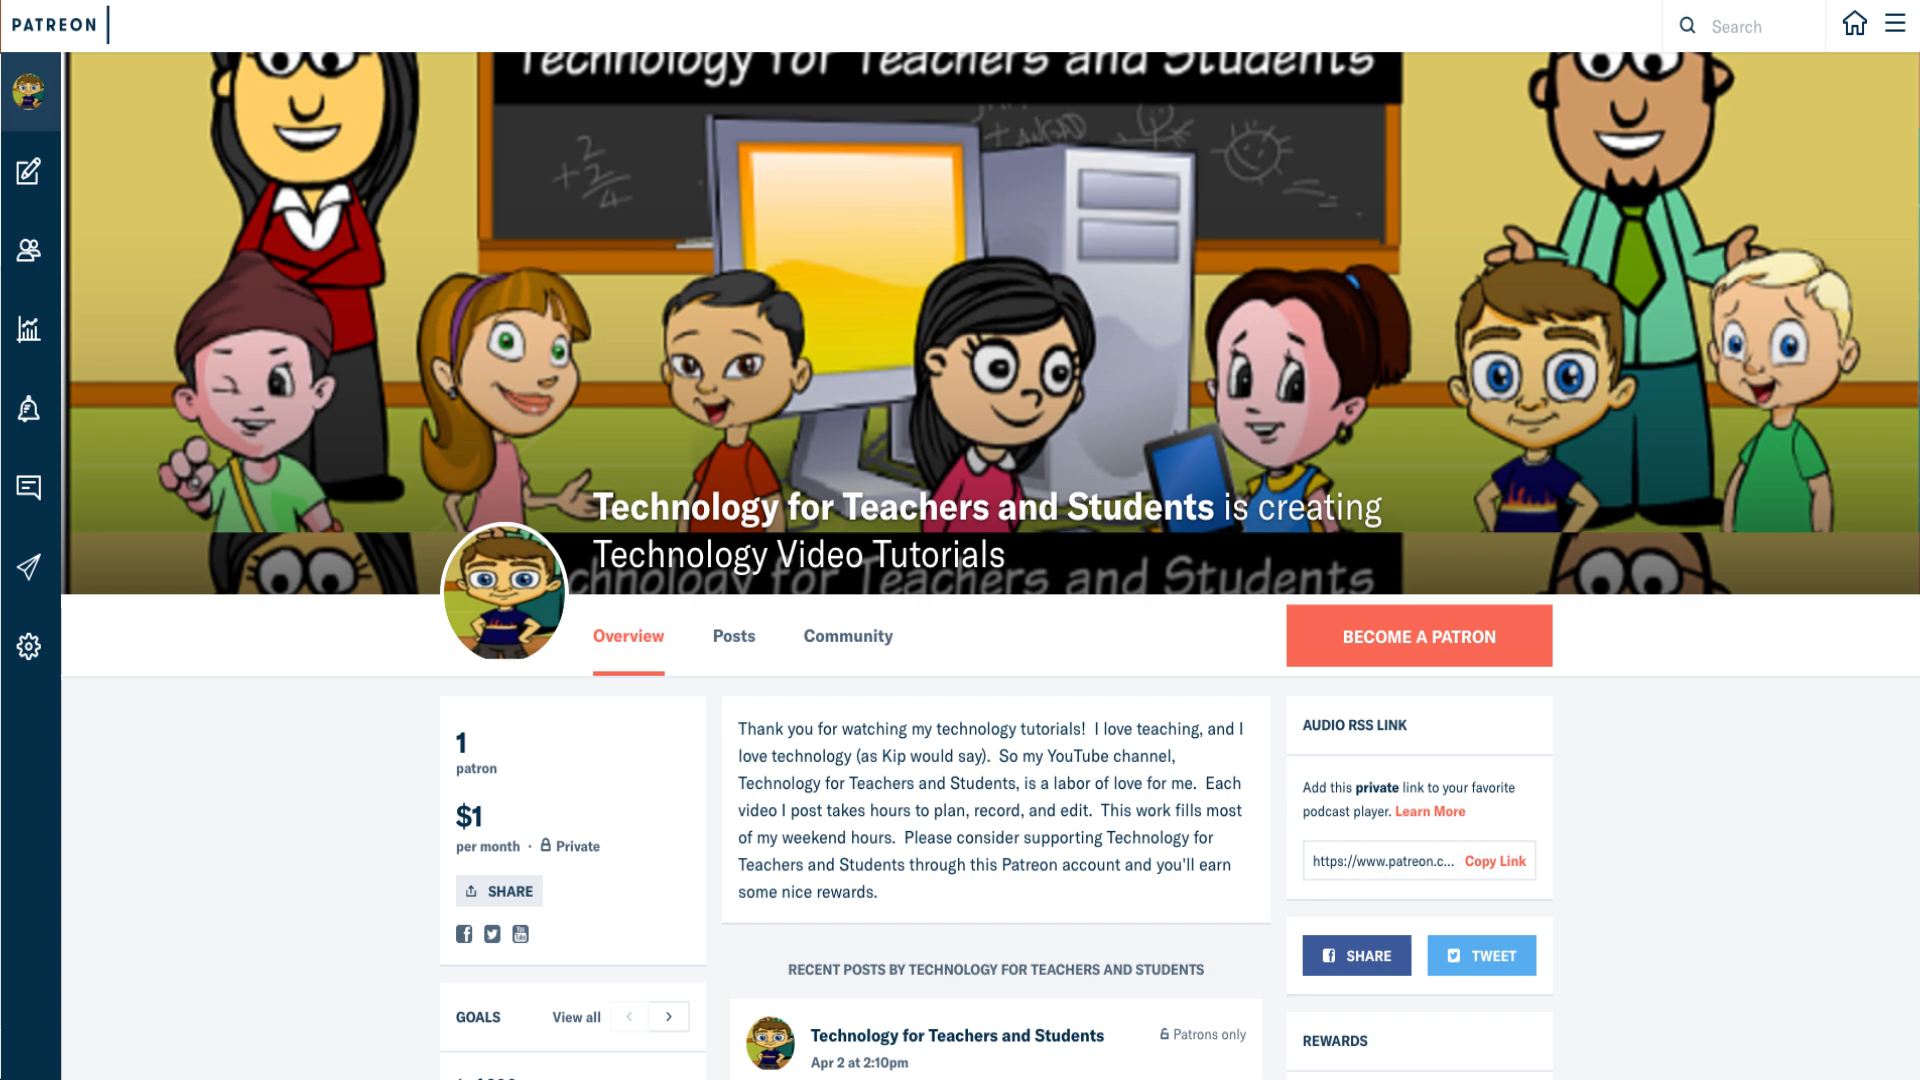 PATREON
Search
Technology for Teachers and Students
+ 2
2
4
Technology for Teachers and Students is creating
Technology Video Tutorials
chnology for Teachers and Students
Overview
Posts
Community
BECOME A PATRON
1
patron
$1
per month · Private
SHARE
GOALS
View all
Thank you for watching my technology tutorials! I love teaching, and I
love technology (as Kip would say). So my YouTube channel,
Technology for Teachers and Students, is a labor of love for me. Each
video I post takes hours to plan, record, and edit. This work fills most
of my weekend hours. Please consider supporting Technology for
Teachers and Students through this Patreon account and you'll earn
some nice rewards.
RECENT POSTS BY TECHNOLOGY FOR TEACHERS AND STUDENTS
Technology for Teachers and Students
Patrons only
Apr 2 at 2:10pm
AUDIO RSS LINK
Add this private link to your favorite
podcast player. Learn More
https://www.patreon.c... Copy Link
SHARE
TWEET
REWARDS